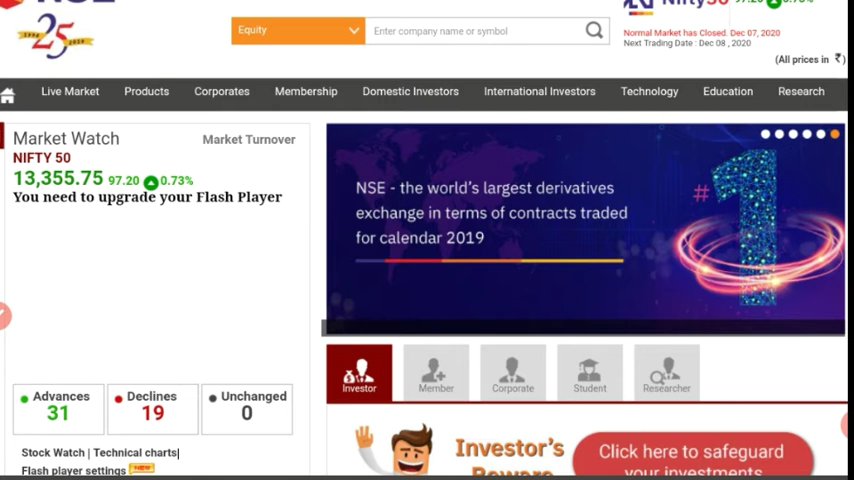 NSE
25
Equity
Enter company name or symbol
Nifty50
Normal Market has Closed. Dec 07, 2020
Next Trading Date : Dec 08 , 2020
(All prices in ₹)
Live Market Products Corporates Membership Domestic Investors International Investors Technology Education Research
Market Watch Market Turnover
NIFTY 50
13,355.75 97.20 0.73%
You need to upgrade your Flash Player
NSE - the world's largest derivatives
exchange in terms of contracts traded
for calendar 2019
#1
Investor Member Corporate Student Researcher
Advances
31
Declines
19
Unchanged
0
Stock Watch | Technical charts|
Flash player settings NEW
Investor's
Beware
Click here to safeguard
your investments